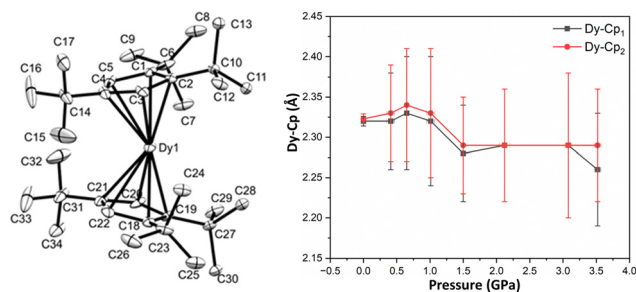 C8
C13
C17
C9
C6
C5
C1
C10
C16
C4
C2
C11
C3
C12
C14
C7
C15
Dy1
C32
C24
C21
C20
C29
C28
C31
C19
C33
C22
C27
C34
C18
C23
C26
C25
C30
2.45
2.40
2.35
2.30
2.25
2.20
2.15
Dy-Cp (Å)
Dy-Cp₁
Dy-Cp₂
−0.5 0.0 0.5 1.0 1.5 2.0 2.5 3.0 3.5 4.0
Pressure (GPa)